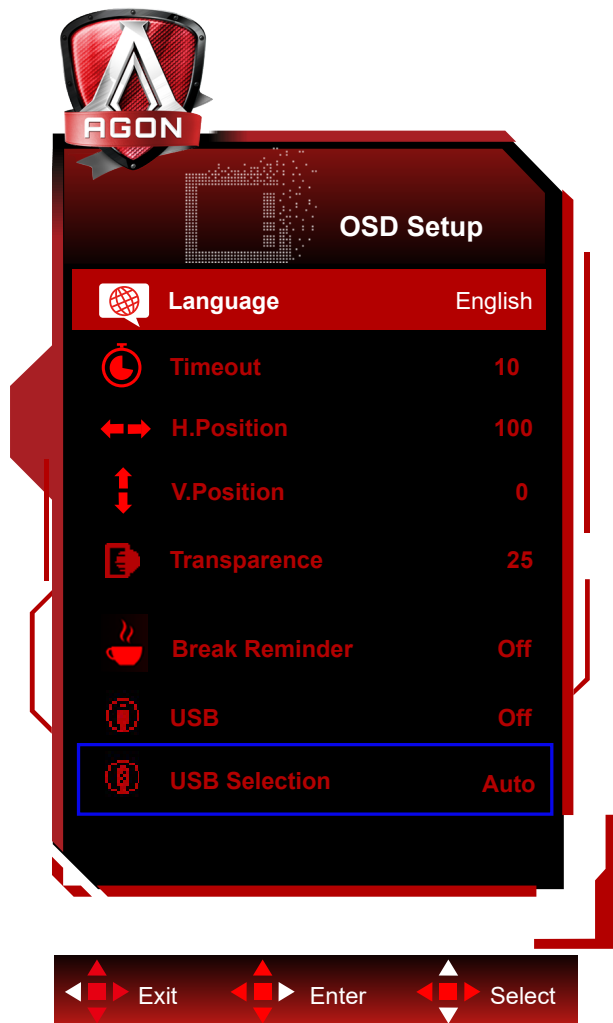 AGON
OSD Setup
Language English
Timeout 10
H.Position 100
V.Position 0
Transparence 25
Break Reminder Off
USB Off
USB Selection Auto
Exit Enter Select